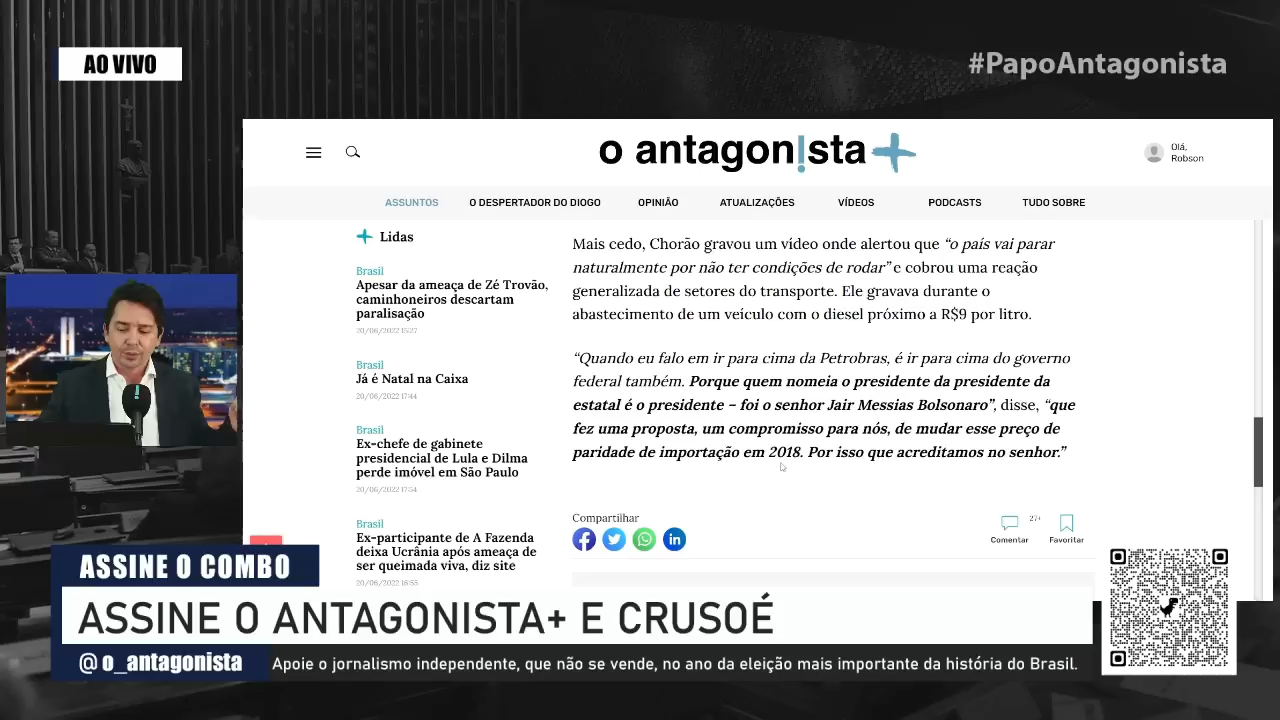 AO VIVO
#PapoAntagonista
o antagon!sta+
Olá,
Robson
ASSUNTOS O DESPERTADOR DO DIOGO OPINIÃO ATUALIZAÇÕES VÍDEOS PODCASTS TUDO SOBRE
+ Lidas
Brasil
Apesar da ameaça de Zé Trovão,
caminhoneiros descartam
paralisação
20/06/2022 15:27
Brasil
Já é Natal na Caixa
20/06/2022 17:44
Brasil
Ex-chefe de gabinete
presidencial de Lula e Dilma
perde imóvel em São Paulo
20/06/2022 17:54
Brasil
Ex-participante de A Fazenda
deixa Ucrânia após ameaça de
ser queimada viva, diz site
20/06/2022 16:55
Mais cedo, Chorão gravou um vídeo onde alertou que “o país vai parar
naturalmente por não ter condições de rodar” e cobrou uma reação
generalizada de setores do transporte. Ele gravava durante o
abastecimento de um veículo com o diesel próximo a R$9 por litro.
“Quando eu falo em ir para cima da Petrobras, é ir para cima do governo
federal também. Porque quem nomeia o presidente da presidente da
estatal é o presidente – foi o senhor Jair Messias Bolsonaro”, disse, “que
fez uma proposta, um compromisso para nós, de mudar esse preço de
paridade de importação em 2018. Por isso que acreditamos no senhor.”
Compartilhar
27+
Comentar
Favoritar
ASSINE O COMBO
ASSINE O ANTAGONISTA+ E CRUSOÉ
@o_antagonista
Apoie o jornalismo independente, que não se vende, no ano da eleição mais importante da história do Brasil.